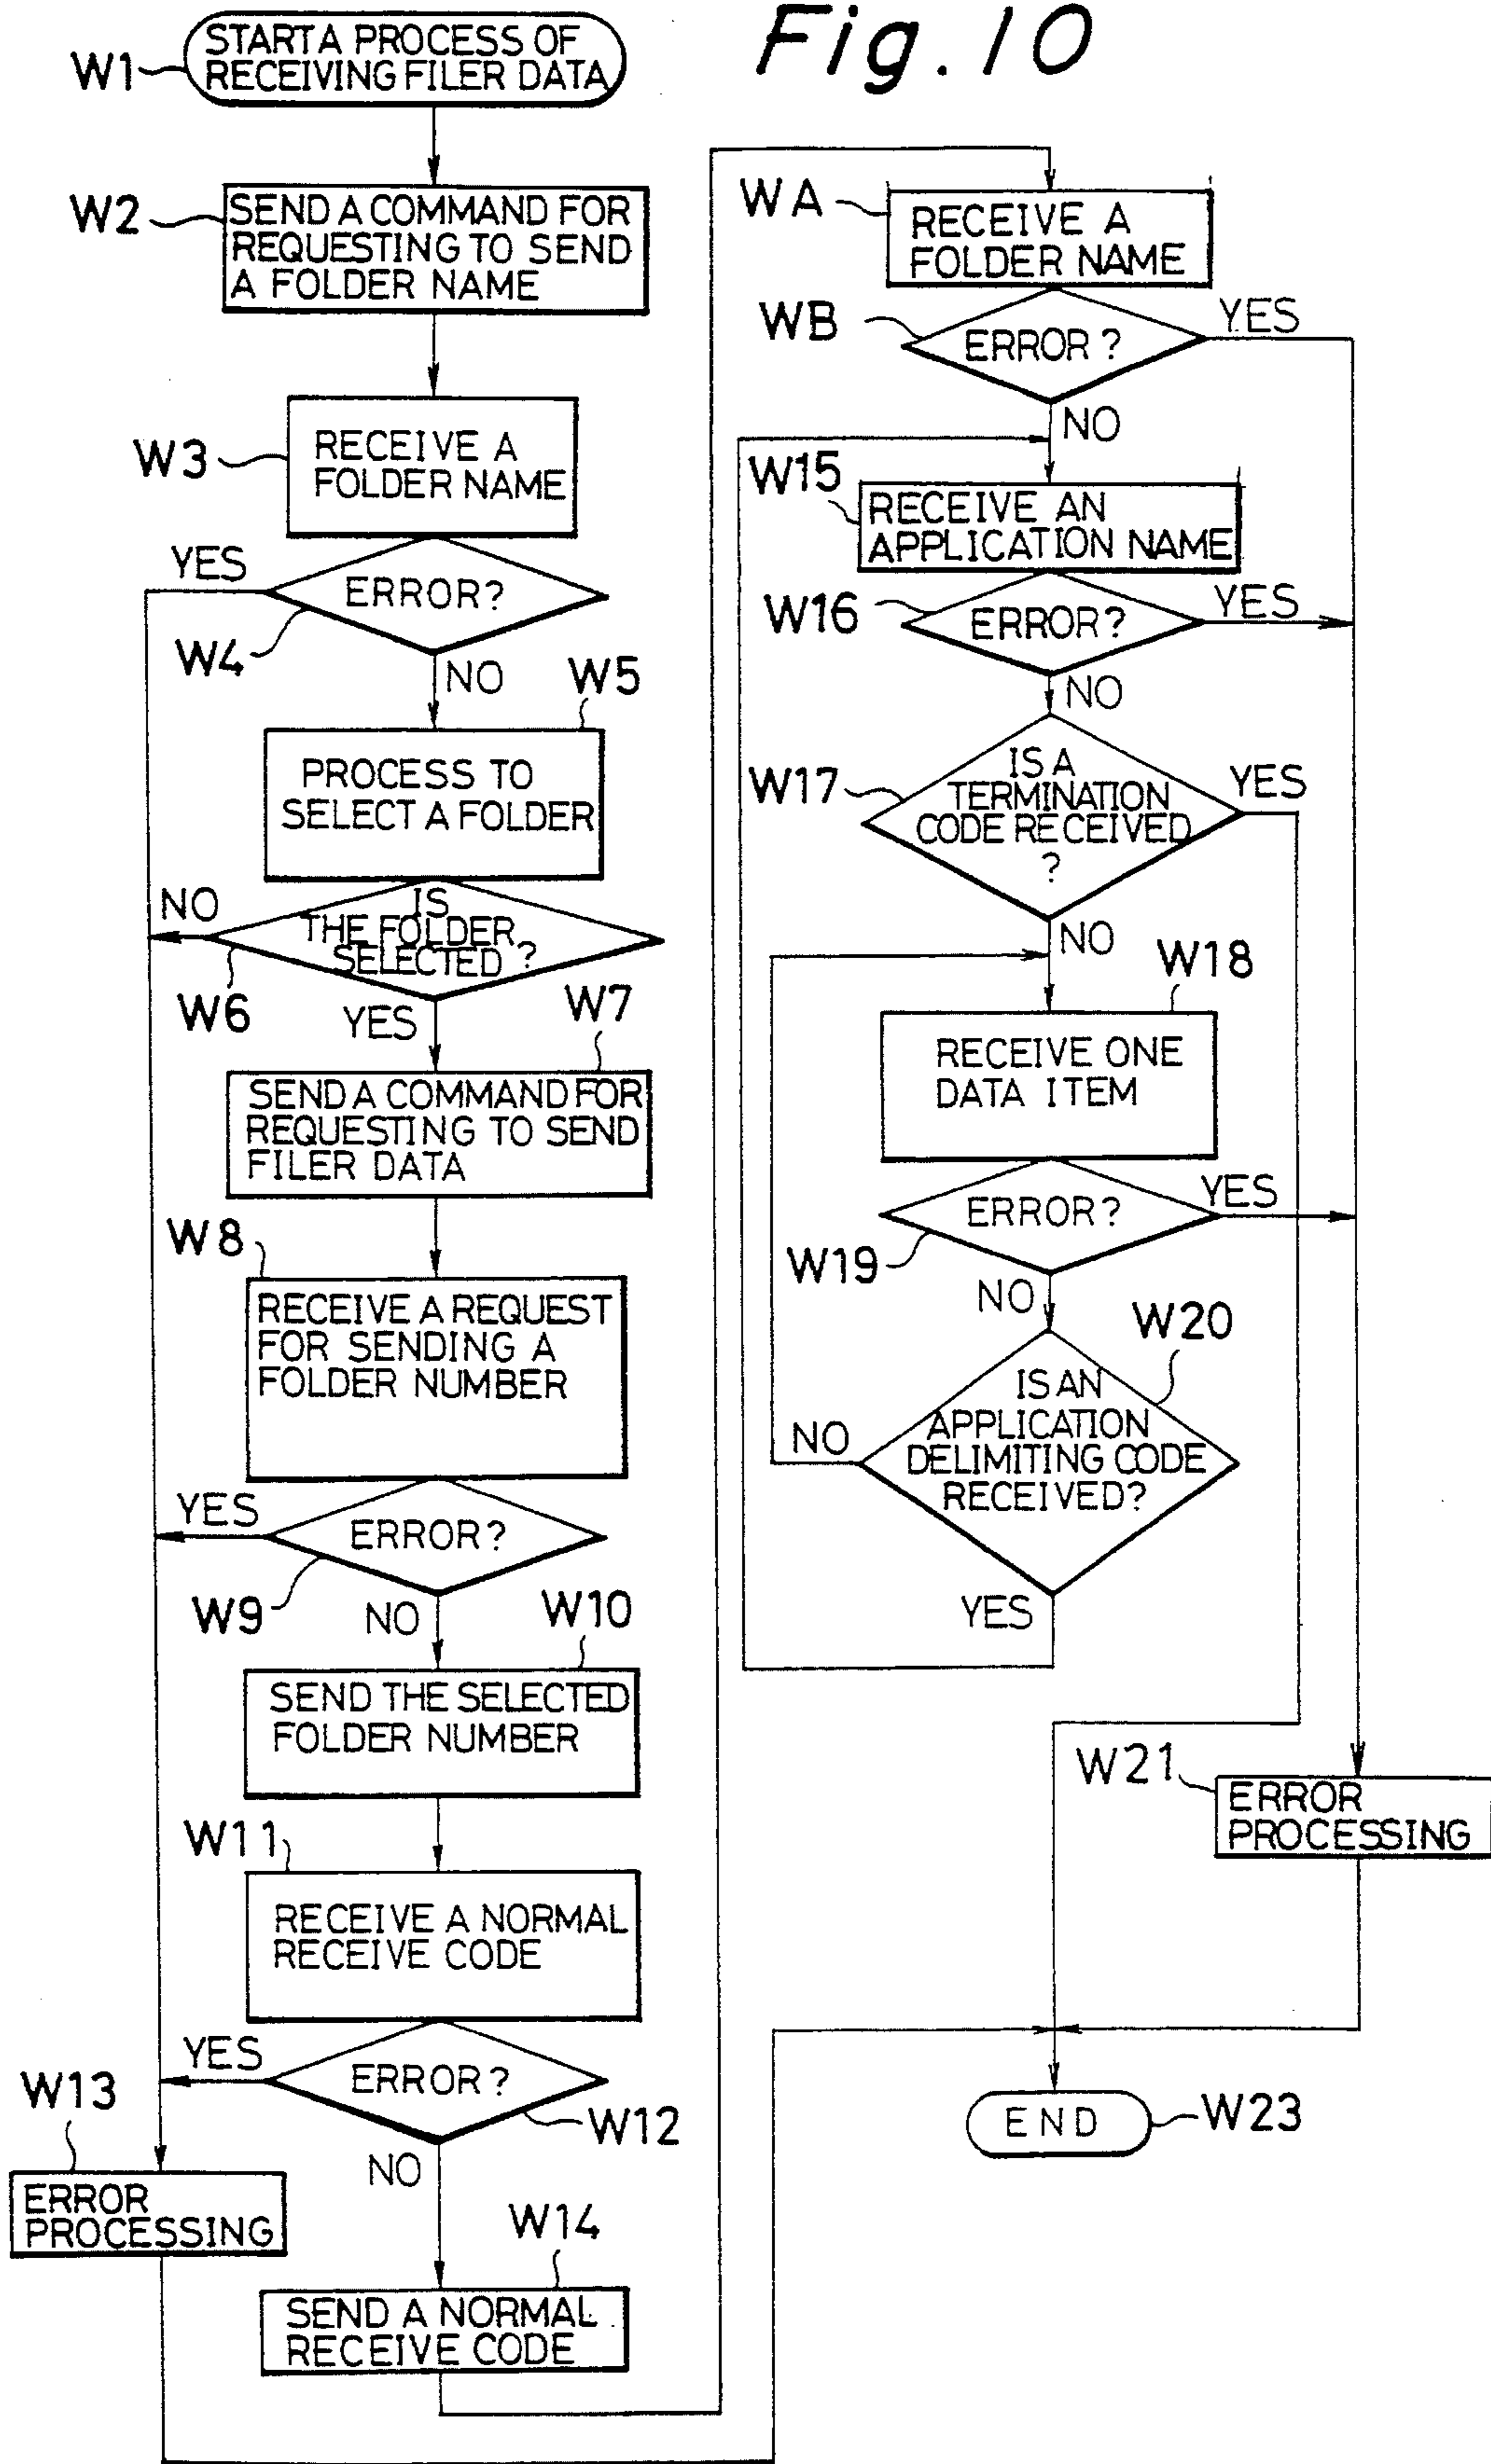 Fig. 10
W1
START A PROCESS OF
RECEIVING FILER DATA
W2
SEND A COMMAND FOR
REQUESTING TO SEND
A FOLDER NAME
W3
RECEIVE A
FOLDER NAME
YES
ERROR?
W4
NO
W5
PROCESS TO
SELECT A FOLDER
NO
IS
THE FOLDER
SELECTED ?
W6
YES
W7
SEND A COMMAND FOR
REQUESTING TO SEND
FILER DATA
W8
RECEIVE A REQUEST
FOR SENDING A
FOLDER NUMBER
YES
ERROR?
W9
NO
W10
SEND THE SELECTED
FOLDER NUMBER
W11
RECEIVE A NORMAL
RECEIVE CODE
YES
ERROR?
W12
W13
NO
ERROR
PROCESSING
W14
SEND A NORMAL
RECEIVE CODE
WA
RECEIVE A
FOLDER NAME
WB
ERROR ?
YES
NO
W15
RECEIVE AN
APPLICATION NAME
W16
ERROR?
YES
NO
W17
IS A
TERMINATION
CODE RECEIVED
?
YES
NO
W18
RECEIVE ONE
DATA ITEM
ERROR?
YES
W19
NO
W20
IS AN
APPLICATION
DELIMITING CODE
RECEIVED?
NO
YES
W21
ERROR
PROCESSING
END
W23